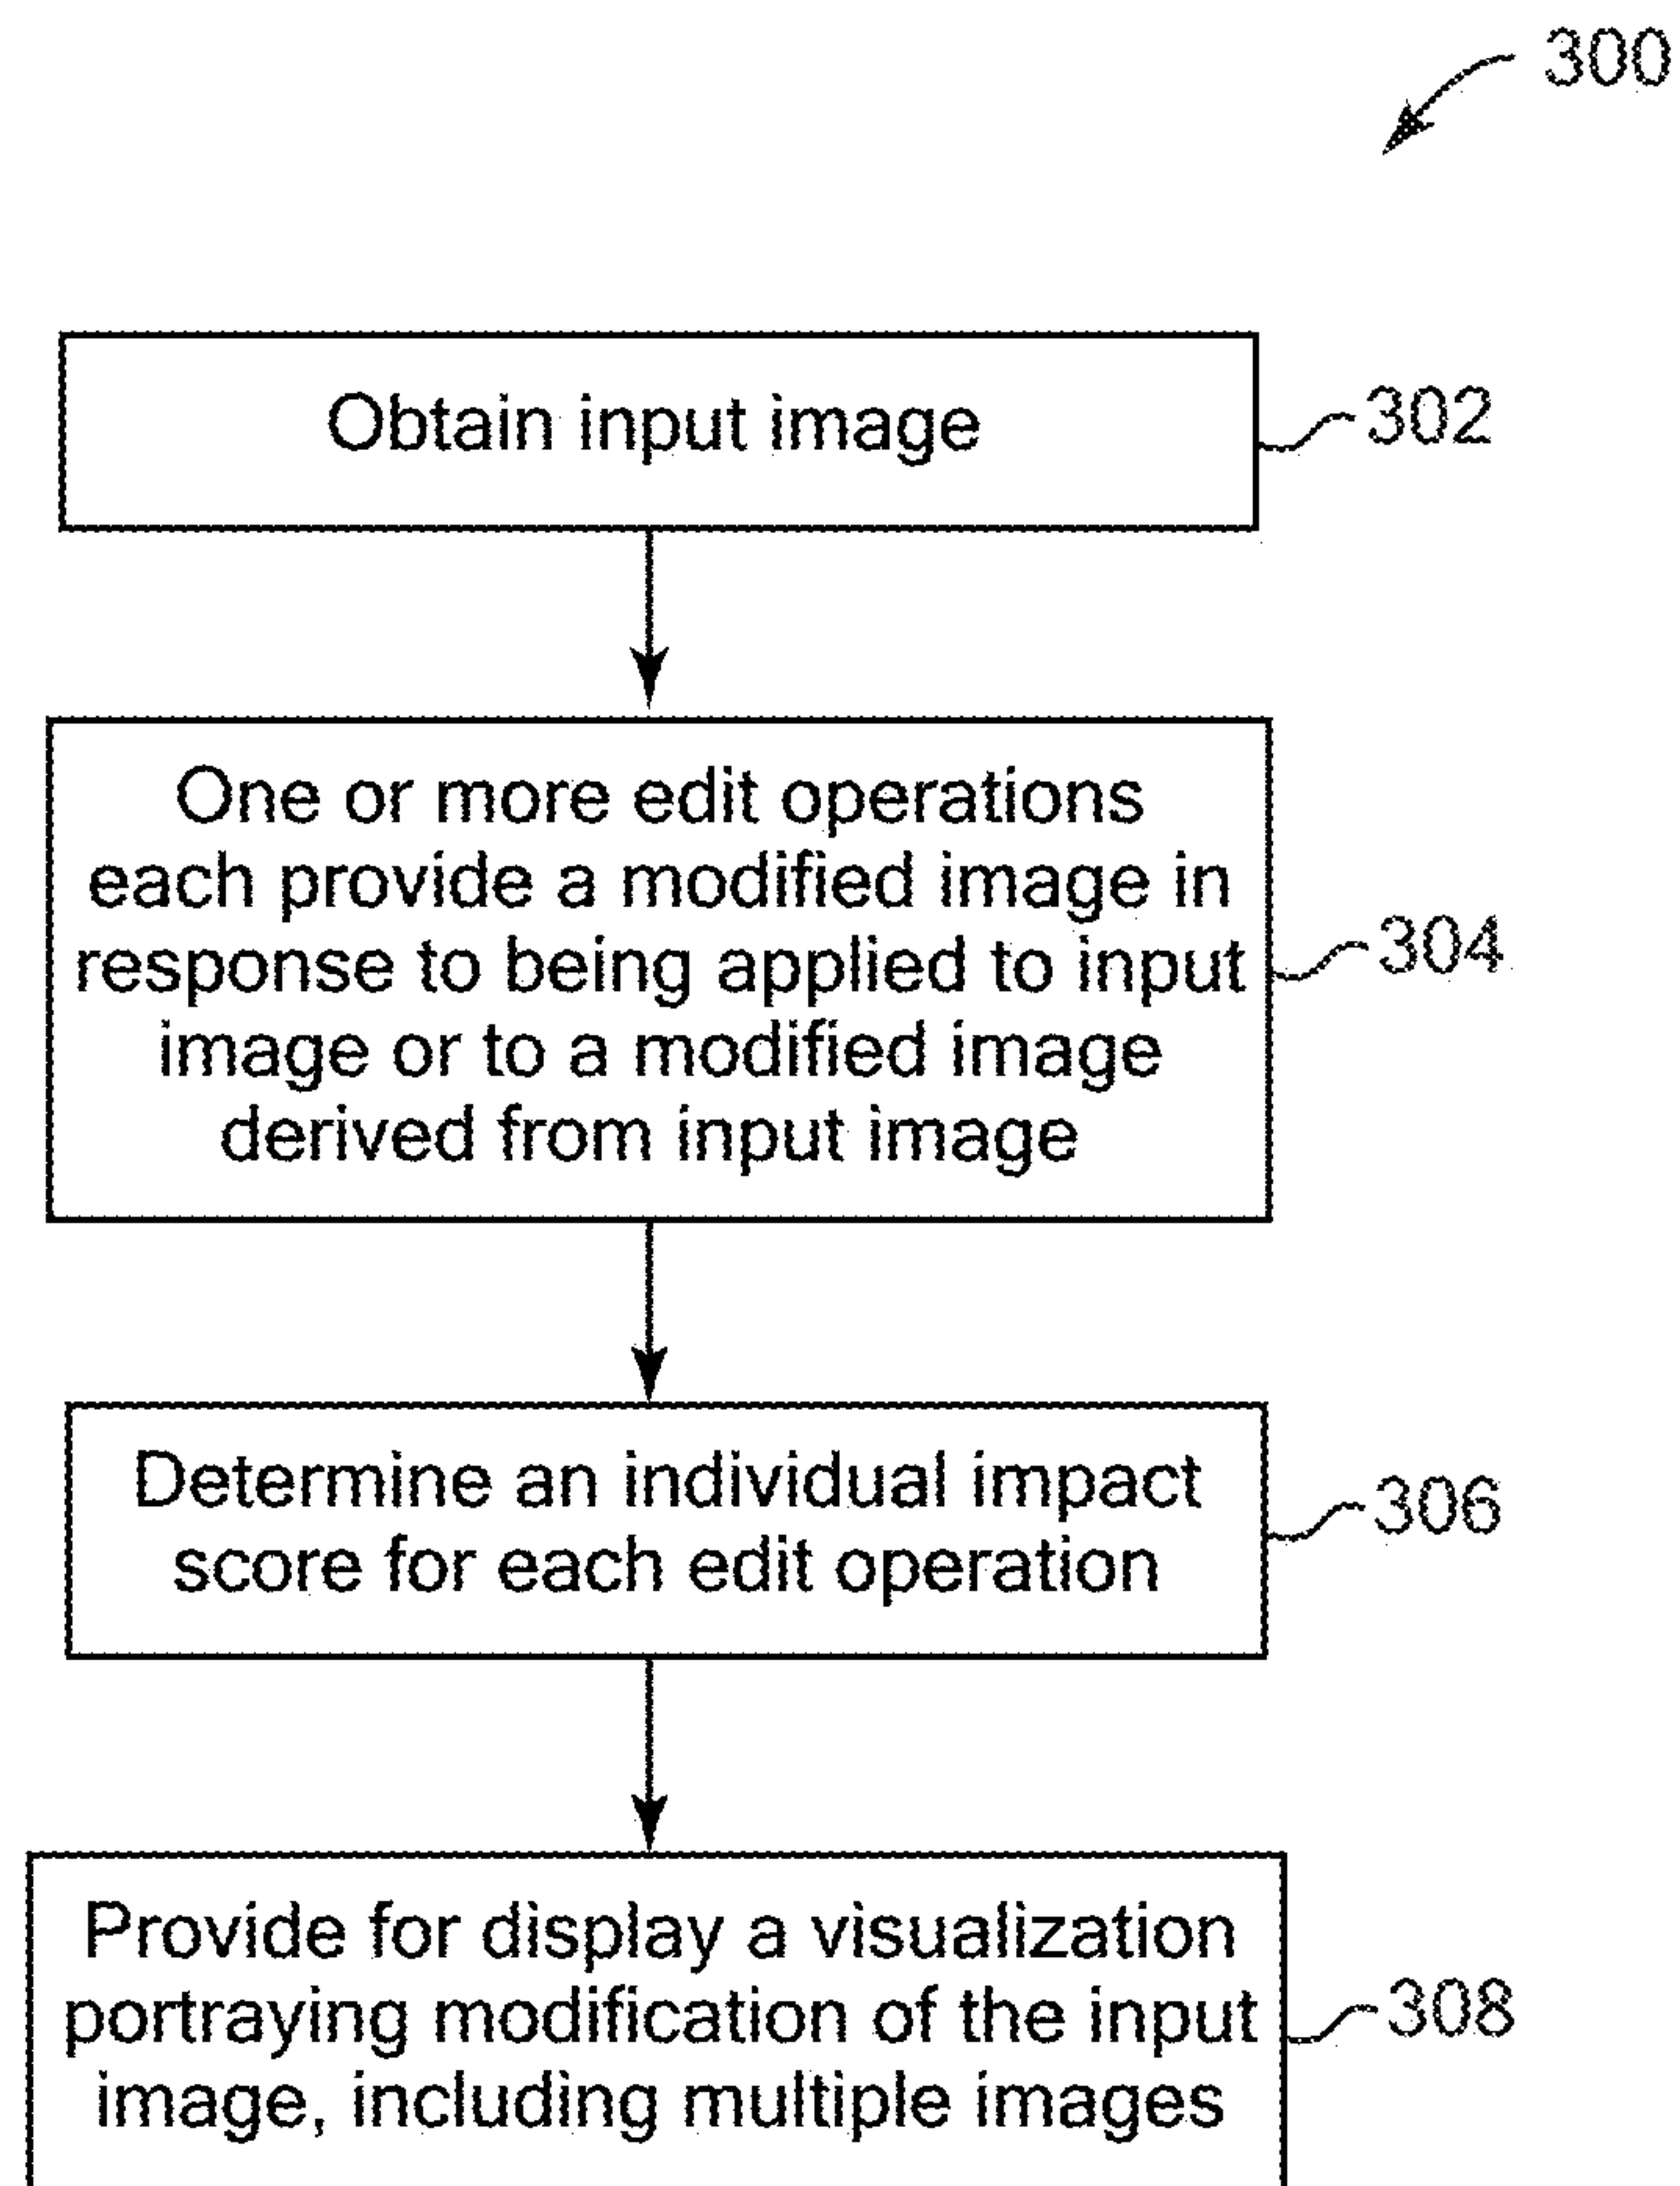 300
Obtain input image
302
One or more edit operations
each provide a modified image in
response to being applied to input
image or to a modified image
derived from input image
304
Determine an individual impact
score for each edit operation
306
Provide for display a visualization
portraying modification of the input
image, including multiple images
308